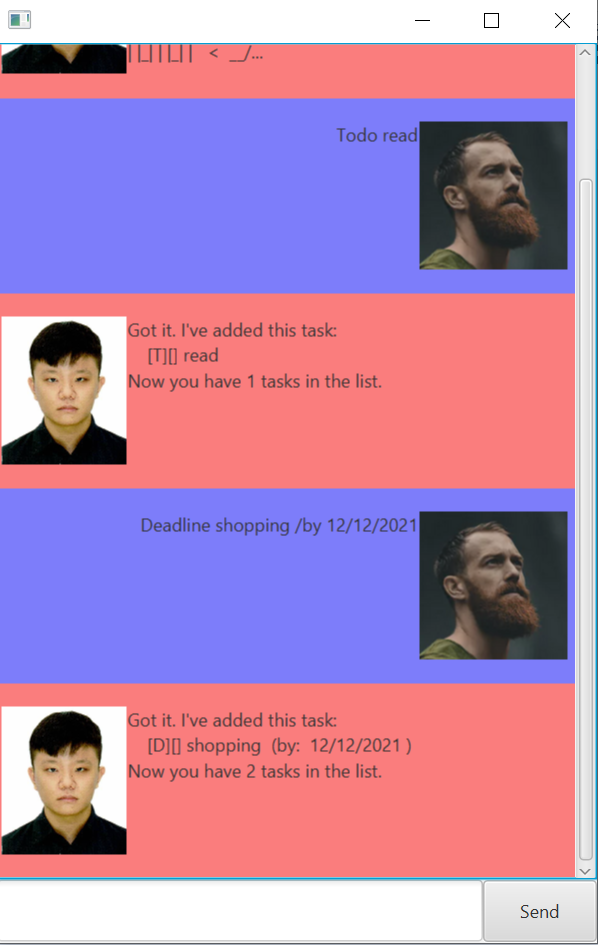 | |_| | |_| |   <  __/...
Todo read
Got it. I've added this task:
[T][] read
Now you have 1 tasks in the list.
Deadline shopping /by 12/12/2021
Got it. I've added this task:
[D][] shopping  (by:  12/12/2021 )
Now you have 2 tasks in the list.
Send